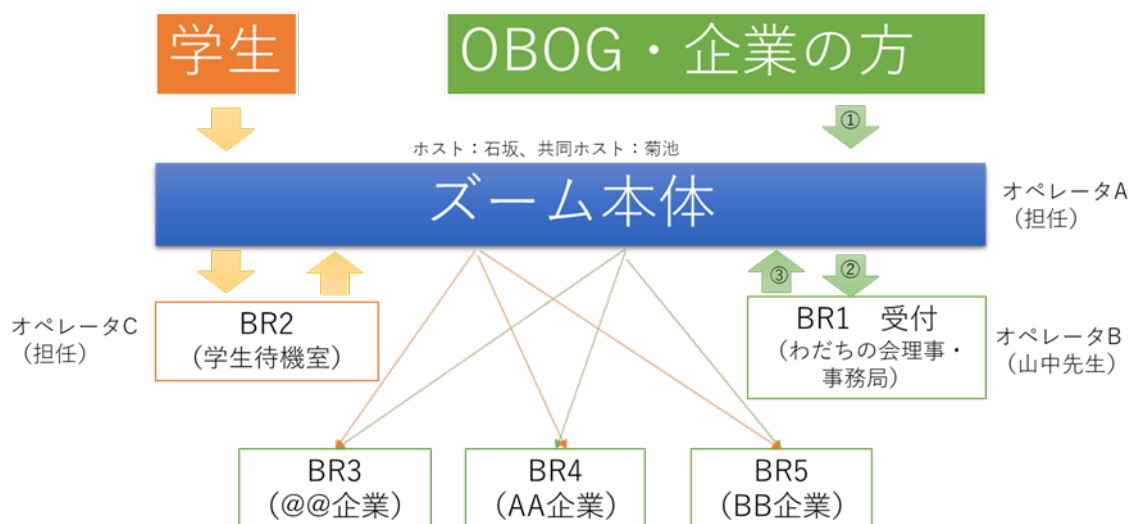 学生
OBOG・企業の方
①
ホスト：石坂、共同ホスト：菊池
ズーム本体
オペレータA
（担任）
③
②
オペレータC
（担任）
BR2
（学生待機室）
BR1　受付
（わだちの会理事・
事務局）
オペレータB
（山中先生）
BR3
（@@企業）
BR4
（AA企業）
BR5
（BB企業）